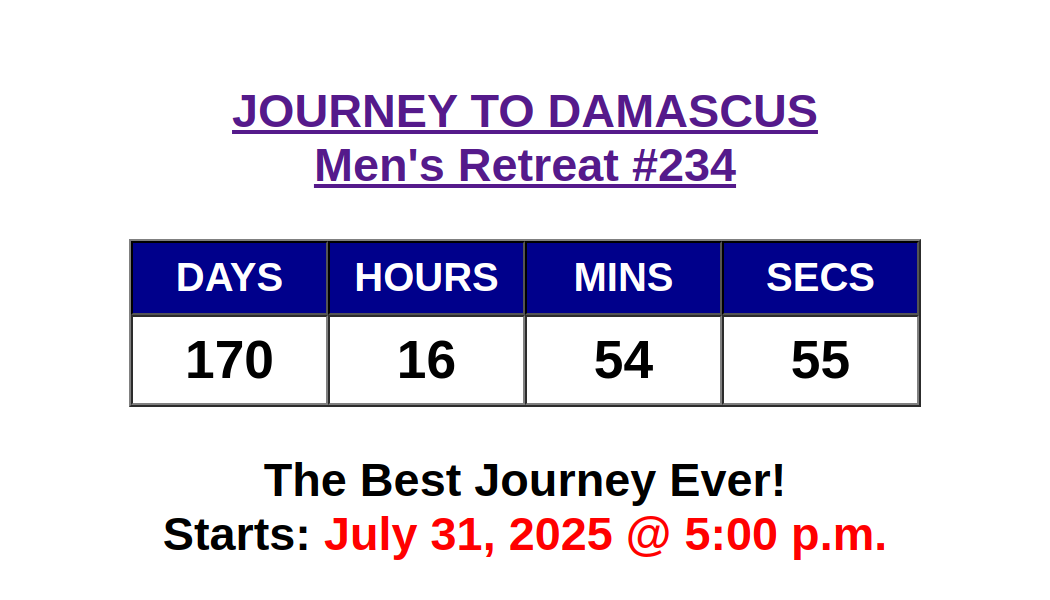 JOURNEY TO DAMASCUS
Men's Retreat #234
DAYS HOURS MINS SECS
170 16 54 55
The Best Journey Ever!
Starts: July 31, 2025 @ 5:00 p.m.